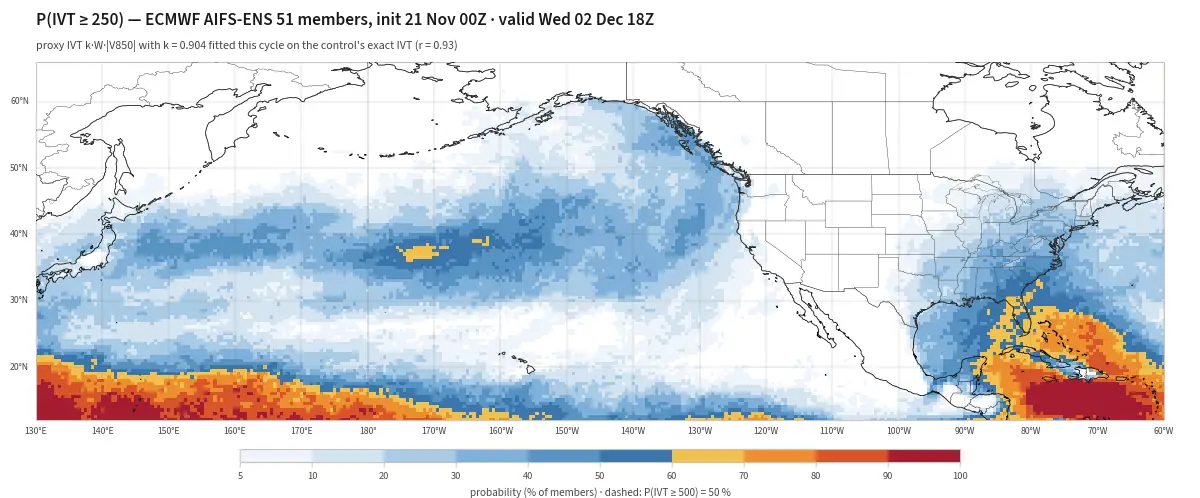 P(IVT ≥ 250) — ECMWF AIFS-ENS 51 members, init 21 Nov 00Z · valid Wed 02 Dec 18Z
proxy IVT k·W·|V850| with k = 0.904 fitted this cycle on the control's exact IVT (r = 0.93)
60°N
50°N
40°N
30°N
20°N
130°E 140°E 150°E 160°E 170°E 180° 170°W 160°W 150°W 140°W 130°W 120°W 110°W 100°W 90°W 80°W 70°W 60°W
5 10 20 30 40 50 60 70 80 90 100
probability (% of members) · dashed: P(IVT ≥ 500) = 50 %